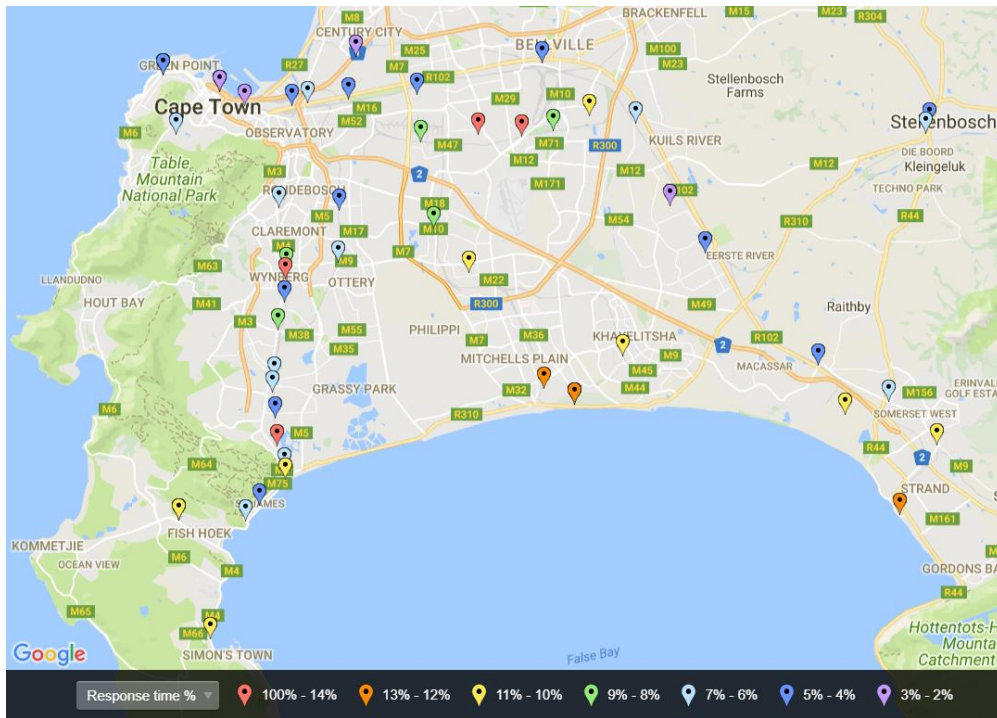 M8
CENTURY CITY
BRACKENFELL
M15
M23
R304
GREEN POINT
R27
M25
BELLVILLE
M100
M7
R102
M23
Stellenbosch
Farms
Cape Town
M16
M29
M10
M52
OBSERVATORY
M6
M47
M71
KUILS RIVER
Stellenbosch
R300
M12
DIE BOORD
Kleingeluk
Table
Mountain
National Park
M3
2
M12
M12
M171
102
TECHNO PARK
RONDEBOSCH
M18
M5
M10
M54
R310
R44
CLAREMONT
M17
M4
M7
EERSTE RIVER
M63
M9
WYNBERG
OTTERY
M22
LLANDUDNO
HOUT BAY
M41
R300
M49
Raithby
M3
PHILIPPI
M55
M36
KHAYELITSHA
R102
M38
M7
2
M35
MITCHELLS PLAIN
M9
MACASSAR
M45
GRASSY PARK
M32
M44
M156
ERINVALE
GOLF ESTA
M6
R310
SOMERSET WEST
M5
R44
M64
2
M9
M75
STRAND
ST JAMES
M161
FISH HOEK
KOMMETJIE
M6
OCEAN VIEW
M4
GORDONS BA
R44
M65
M4
M66
Hottentots-H
Mounta
Catchment
Google
SIMON'S TOWN
False Bay
Response time %
100% - 14%
13% - 12%
11% - 10%
9% - 8%
7% - 6%
5% - 4%
3% - 2%